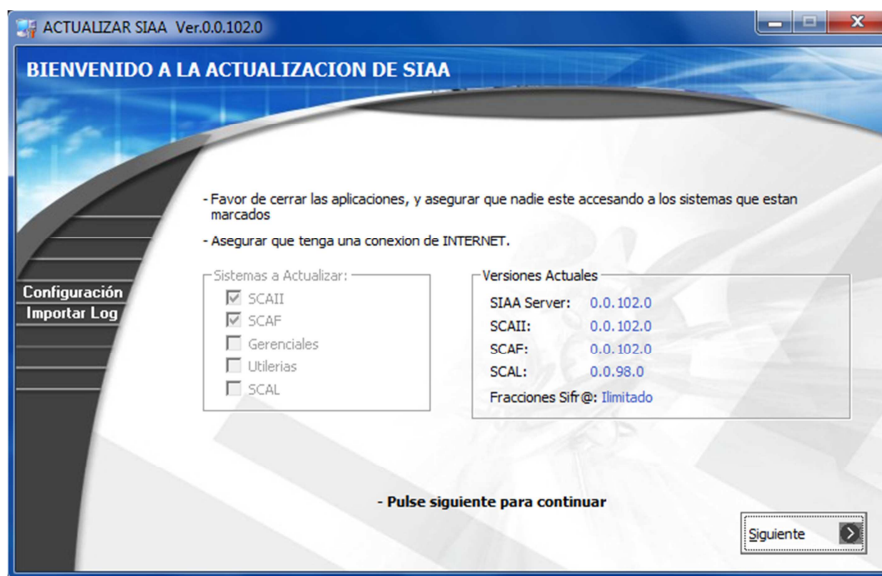 ACTUALIZAR SIAA Ver.0.0.102.0
BIENVENIDO A LA ACTUALIZACION DE SIAA
- Favor de cerrar las aplicaciones, y asegurar que nadie este accesando a los sistemas que estan
marcados
- Asegurar que tenga una conexion de INTERNET.
Configuración
Importar Log
Sistemas a Actualizar:
SCAII
SCAF
Gerenciales
Utilerias
SCAL
Versiones Actuales
SIAA Server: 0.0.102.0
SCAII: 0.0.102.0
SCAF: 0.0.102.0
SCAL: 0.0.98.0
Fracciones Sifr@: Ilimitado
- Pulse siguiente para continuar
Siguiente